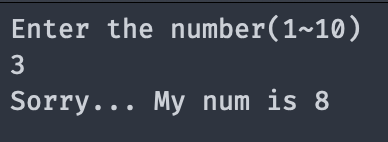 Enter the number(1~10)
3
Sorry... My num is 8